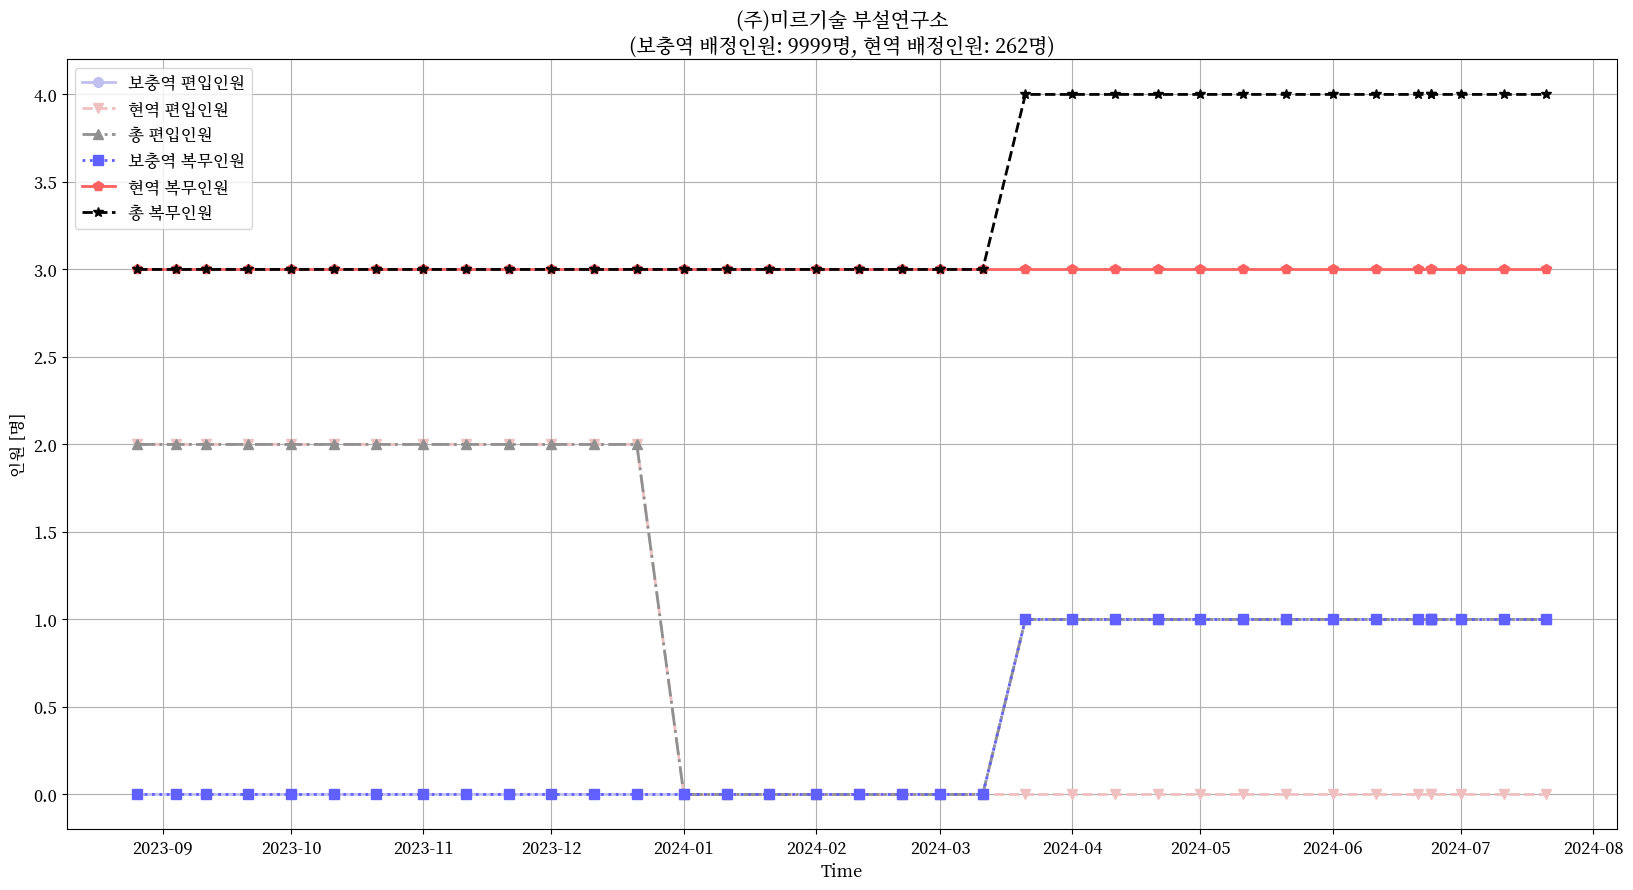 (주)미르기술 부설연구소
(보충역 배정인원: 9999명, 현역 배정인원: 262명)
보충역 편입인원
현역 편입인원
총 편입인원
보충역 복무인원
현역 복무인원
총 복무인원
4.0
3.5
3.0
2.5
2.0
1.5
1.0
0.5
0.0
인원 [명]
2023-09 2023-10 2023-11 2023-12 2024-01 2024-02 2024-03 2024-04 2024-05 2024-06 2024-07 2024-08
Time